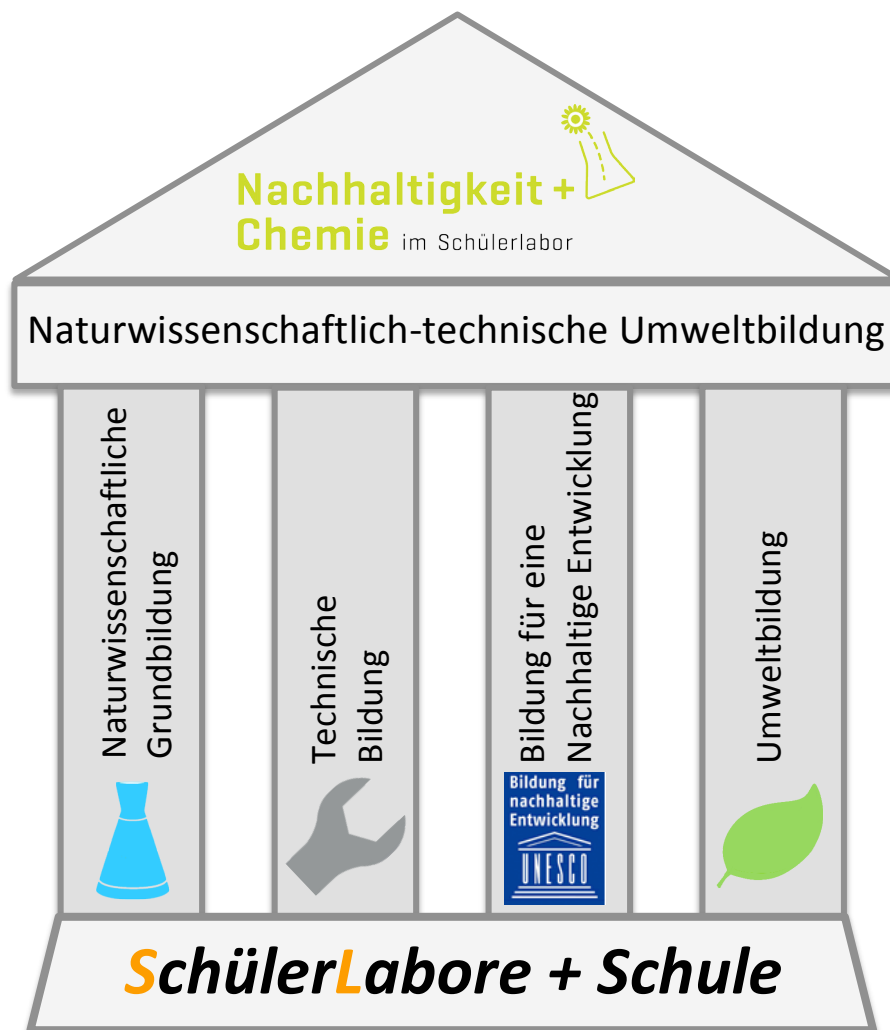 Nachhaltigkeit +
Chemie im Schülerlabor
Naturwissenschaftlich-technische Umweltbildung
Naturwissenschaftliche
Grundbildung
Technische
Bildung
Bildung für eine
Nachhaltige Entwicklung
Bildung für
nachhaltige
Entwicklung
UNESCO
Umweltbildung
SchülerLabore + Schule